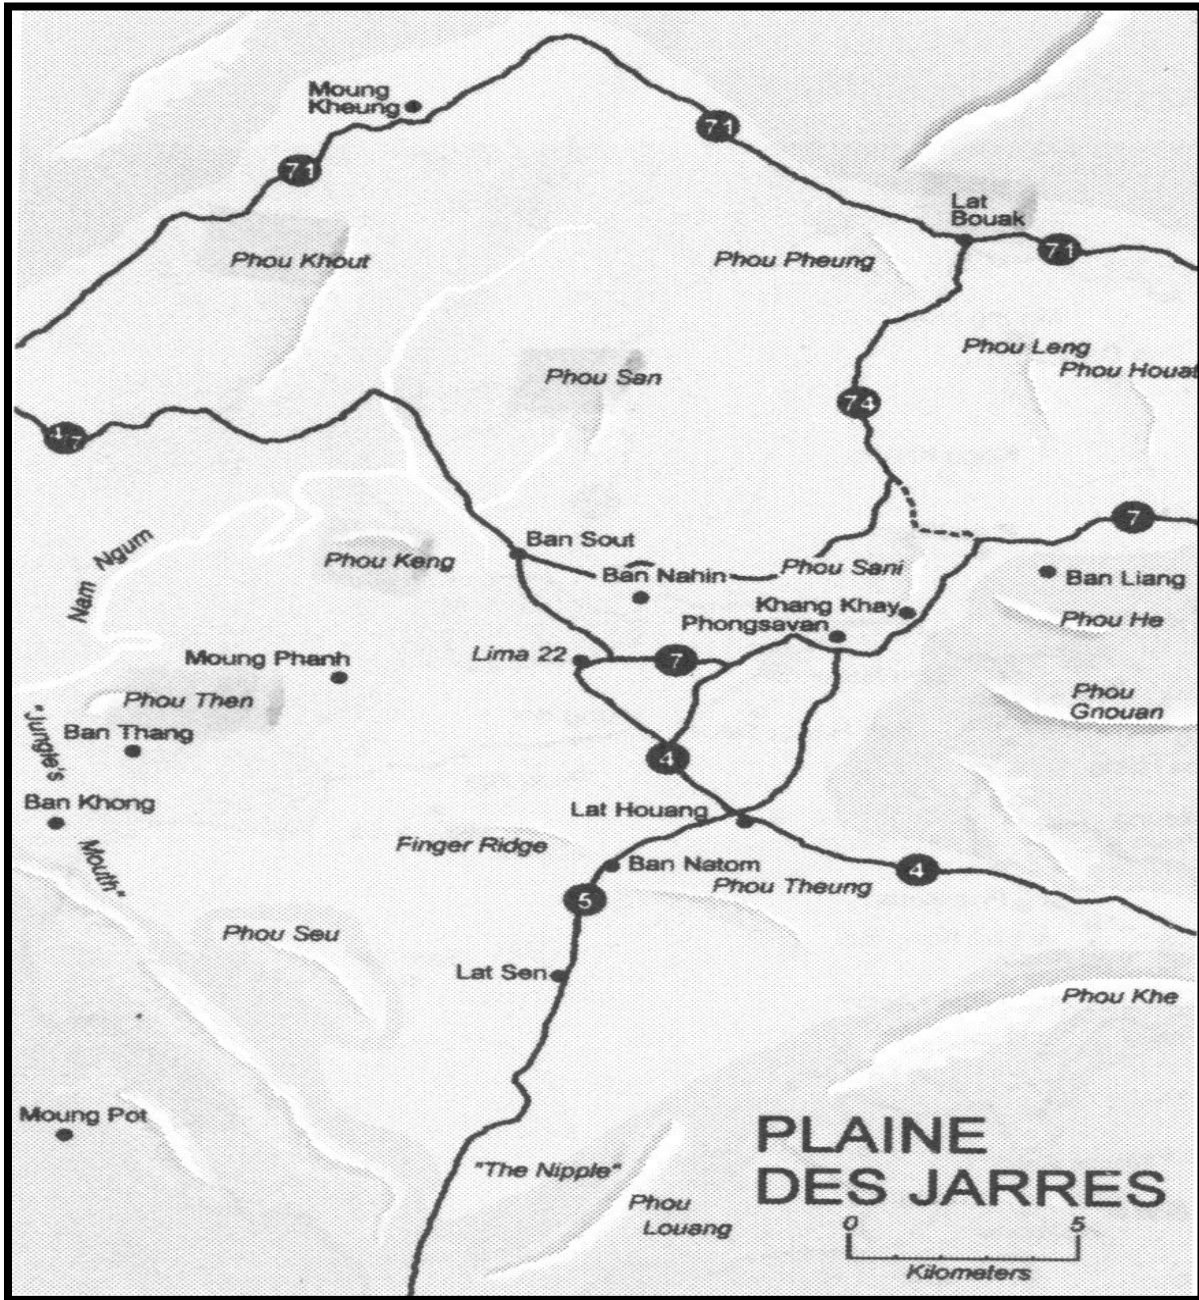 Moung
Kheung
71
71
Lat
Bouak
71
Phou Khout
Phou Pheung
Phou Leng
Phou Houat
Phou San
74
4/7
7
Nam Ngum
Ban Sout
Phou Keng
Phou Sani
Ban Nahin
Ban Liang
Khang Khay
Phou He
Phongsavan
Moung Phanh
Lima 22
7
Phou Then
Phou
Gnouan
"Jungle's
Mouth"
Ban Thang
4
Ban Khong
Lat Houang
Finger Ridge
Ban Natom
Phou Theung
4
5
Phou Seu
Lat Sen
Phou Khe
Moung Pot
"The Nipple"
Phou
Louang
PLAINE
DES JARRES
0 5
Kilometers